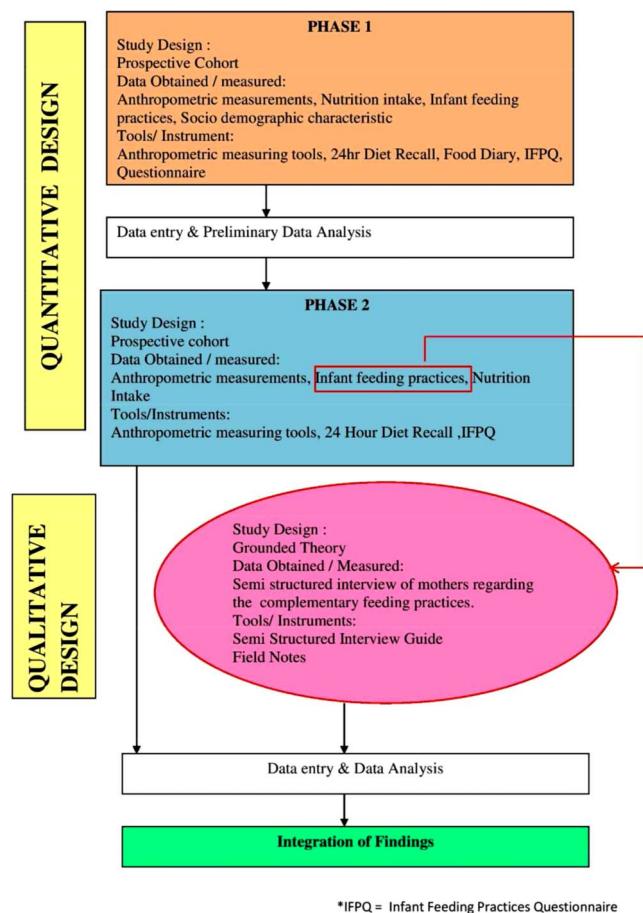 QUANTITATIVE DESIGN
PHASE 1
Study Design :
Prospective Cohort
Data Obtained / measured:
Anthropometric measurements, Nutrition intake, Infant feeding
practices, Socio demographic characteristic
Tools/ Instrument:
Anthropometric measuring tools, 24hr Diet Recall, Food Diary, IFPQ,
Questionnaire
Data entry & Preliminary Data Analysis
PHASE 2
Study Design :
Prospective cohort
Data Obtained / measured:
Anthropometric measurements, Infant feeding practices, Nutrition
Intake
Tools/Instruments:
Anthropometric measuring tools, 24 Hour Diet Recall ,IFPQ
QUALITATIVE
DESIGN
Study Design :
Grounded Theory
Data Obtained / Measured:
Semi structured interview of mothers regarding
the complementary feeding practices.
Tools/ Instruments:
Semi Structured Interview Guide
Field Notes
Data entry & Data Analysis
Integration of Findings
*IFPQ = Infant Feeding Practices Questionnaire